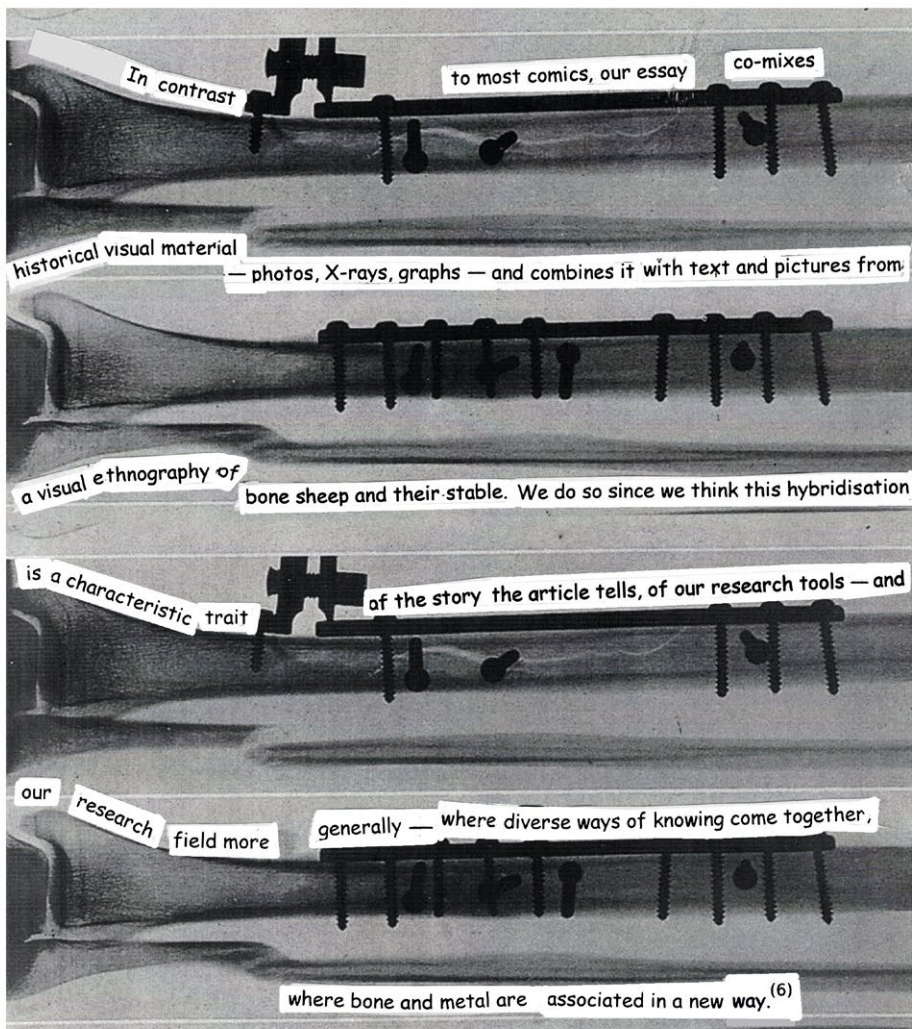 In contrast to most comics, our essay co-mixes
historical visual material — photos, X-rays, graphs — and combines it with text and pictures from
a visual ethnography of bone sheep and their stable. We do so since we think this hybridisation
is a characteristic trait of the story the article tells, of our research tools — and
our research field more generally — where diverse ways of knowing come together,
where bone and metal are associated in a new way.(6)